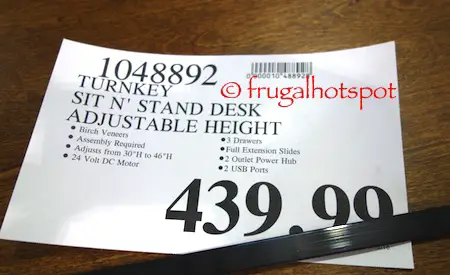 1048892
0000010488928
© frugalhotspot
TURNKEY
SIT N' STAND DESK
ADJUSTABLE HEIGHT
• Birch Veneers
• Assembly Required
• Adjusts from 30"H to 46"H
• 24 Volt DC Motor
• 3 Drawers
• Full Extension Slides
• 2 Outlet Power Hub
• 2 USB Ports
439.99